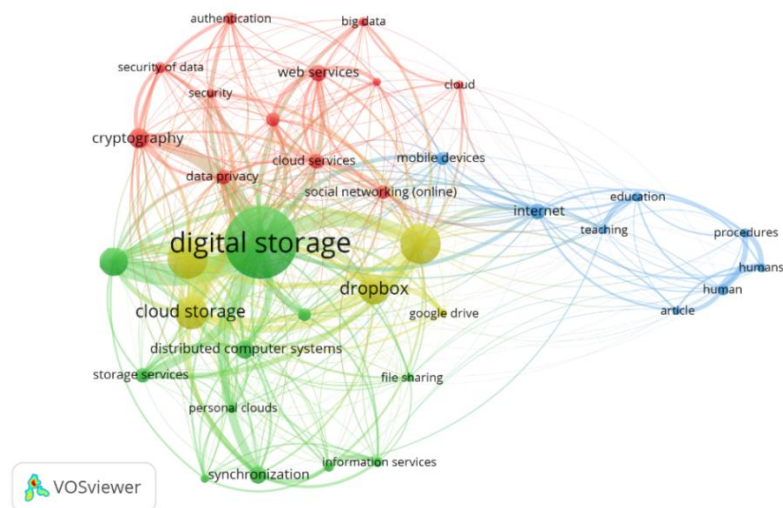 authentication
big data
security of data
web services
security
cloud
cryptography
cloud services
mobile devices
data privacy
social networking (online)
education
internet
teaching
procedures
digital storage
humans
dropbox
human
cloud storage
google drive
article
distributed computer systems
storage services
file sharing
personal clouds
information services
synchronization
VOSviewer